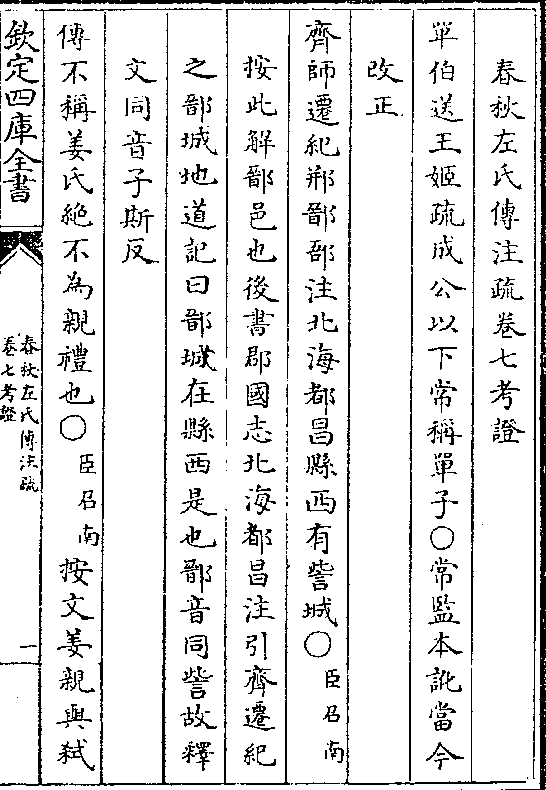 春秋左氏傳注疏卷七考證
單伯送王姬疏成公以下常稱單子○常監本訛當今
改正
齊師遷紀郱鄑郚注北海都昌縣西有訾城○臣召南
按此解鄑邑也後書郡國志北海都昌注引齊遷紀
之鄑城地道記曰鄑城在縣西是也鄑音同訾故釋
文同音子斯反
傳不稱姜氏絶不為親禮也○臣召南按文姜親與弑
欽定四庫全書
春秋左氏傳注疏
卷七考證
一